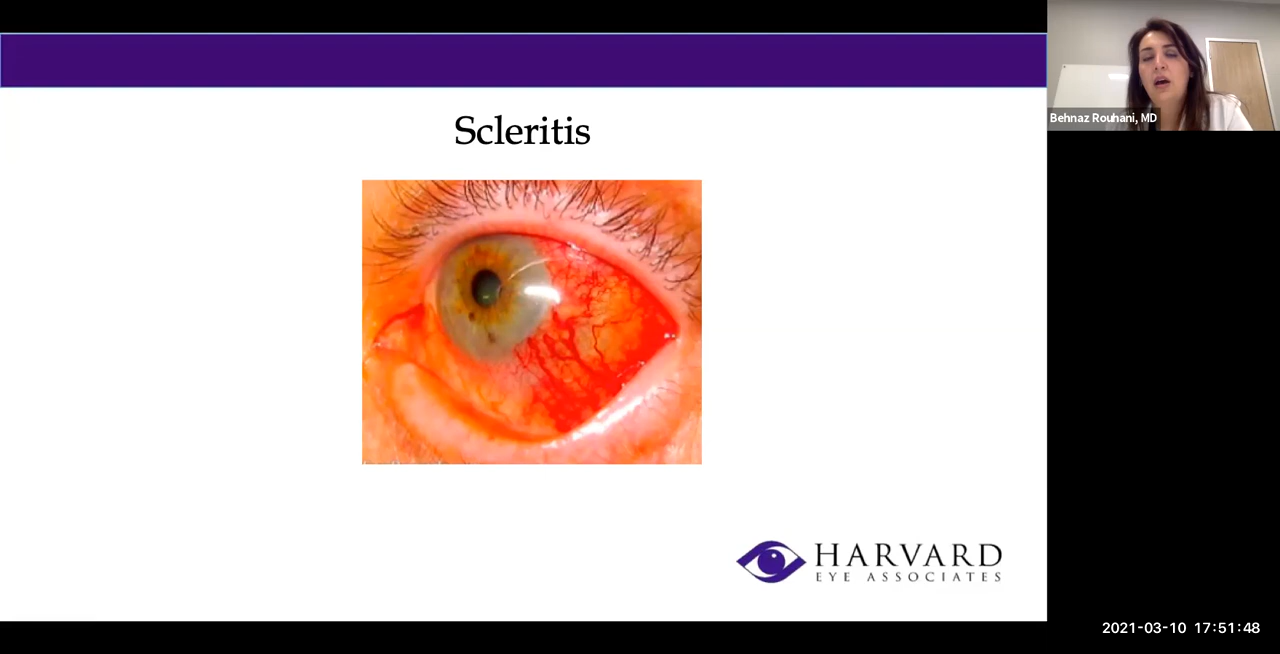 Scleritis
HARVARD
EYE ASSOCIATES
Behnaz Rouhani, MD
2021-03-10 17:51:48